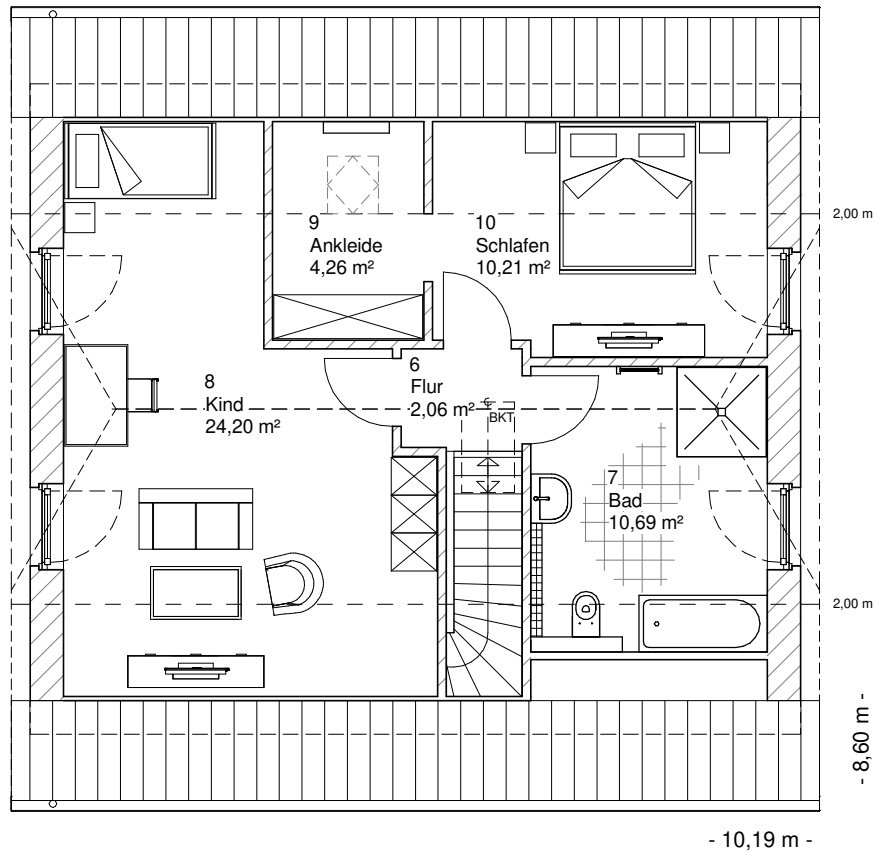 2,00 m
9
Ankleide
4,26 m²
10
Schlafen
10,21 m²
6
Flur
2,06 m²
8
Kind
24,20 m²
BKT
7
Bad
10,69 m²
2,00 m
- 8,60 m -
- 10,19 m -